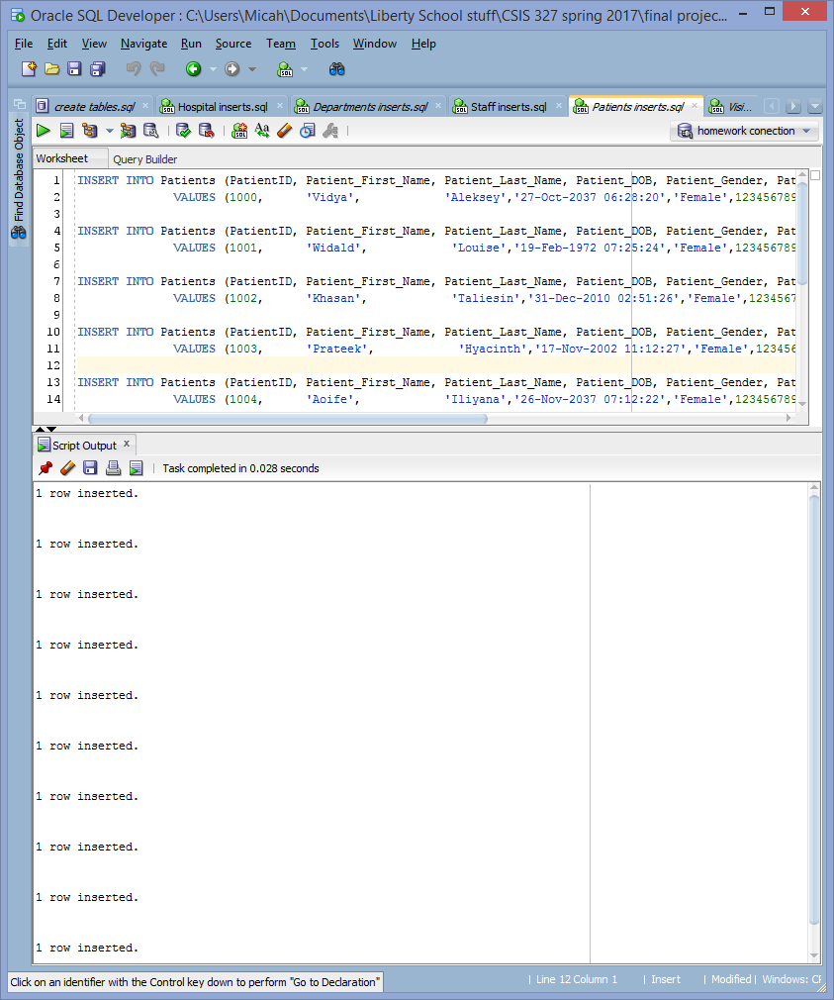 Oracle SQL Developer : C:\Users\Micah\Documents\Liberty School stuff\CSIS 327 spring 2017\final projec...
File Edit View Navigate Run Source Team Tools Window Help
create tables.sql Hospital inserts.sql Departments inserts.sql Staff inserts.sql Patients inserts.sql Visi...
homework conection
Find Database Object
Worksheet Query Builder
1 INSERT INTO Patients (PatientID, Patient_First_Name, Patient_Last_Name, Patient_DOB, Patient_Gender, Pat
2 VALUES (1000, 'Vidya', 'Aleksey','27-Oct-2037 06:28:20','Female',123456789
3
4 INSERT INTO Patients (PatientID, Patient_First_Name, Patient_Last_Name, Patient_DOB, Patient_Gender, Pat
5 VALUES (1001, 'Widald', 'Louise','19-Feb-1972 07:25:24','Female',123456789
6
7 INSERT INTO Patients (PatientID, Patient_First_Name, Patient_Last_Name, Patient_DOB, Patient_Gender, Pat
8 VALUES (1002, 'Khasan', 'Taliesin','31-Dec-2010 02:51:26','Female',1234567
9
10 INSERT INTO Patients (PatientID, Patient_First_Name, Patient_Last_Name, Patient_DOB, Patient_Gender, Pat
11 VALUES (1003, 'Prateek', 'Hyacinth','17-Nov-2002 11:12:27','Female',123456
12
13 INSERT INTO Patients (PatientID, Patient_First_Name, Patient_Last_Name, Patient_DOB, Patient_Gender, Pat
14 VALUES (1004, 'Aoife', 'Iliyana','26-Nov-2037 07:12:22','Female',123456789
Script Output
Task completed in 0.028 seconds
1 row inserted.
1 row inserted.
1 row inserted.
1 row inserted.
1 row inserted.
1 row inserted.
1 row inserted.
1 row inserted.
1 row inserted.
1 row inserted.
Click on an identifier with the Control key down to perform "Go to Declaration" | Line 12 Column 1 | Insert | Modified | Windows: CR